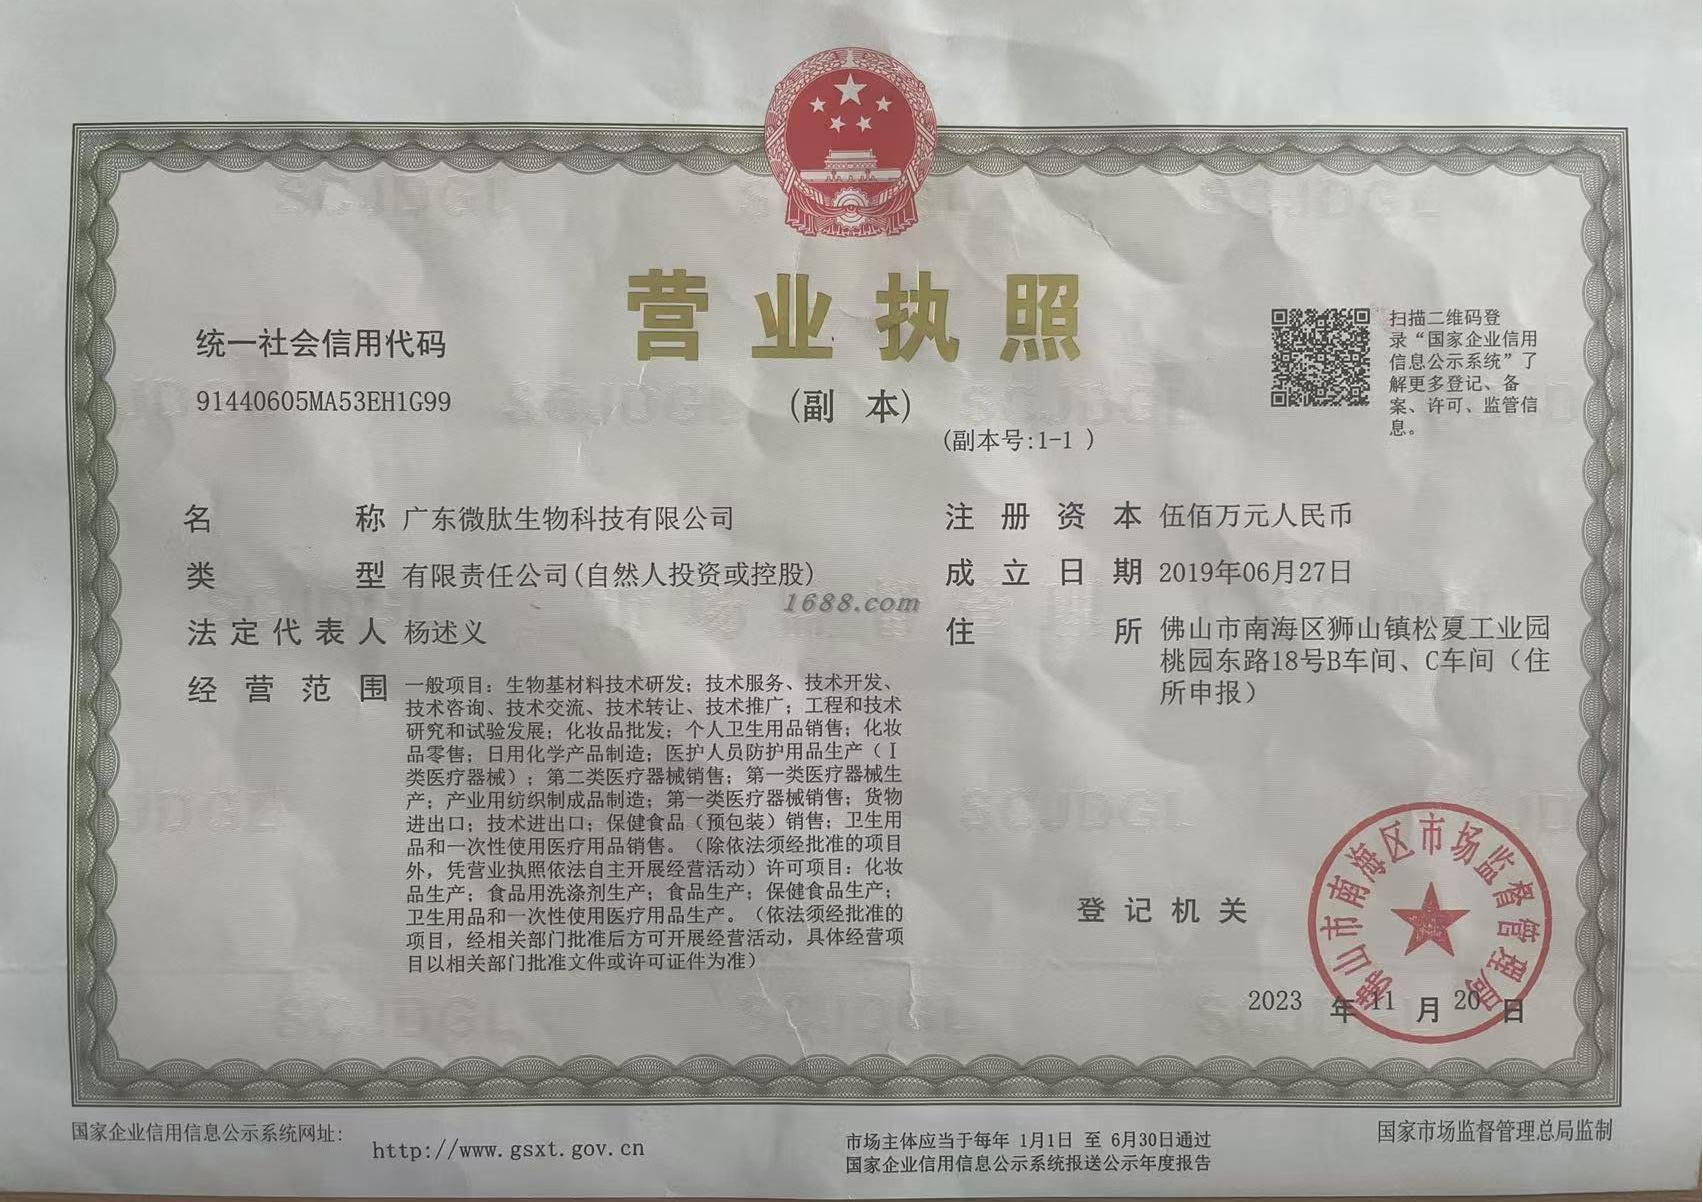 营业执照
(副 本)
(副本号:1-1 )
统一社会信用代码
91440605MA53EH1G99
扫描二维码登
录“国家企业信用
信息公示系统”了
解更多登记、备
案、许可、监管信
息。
名 称 广东微肽生物科技有限公司
类 型 有限责任公司(自然人投资或控股)
法定代表人 杨述义
经营范围 一般项目：生物基材料技术研发；技术服务、技术开发、
技术咨询、技术交流、技术转让、技术推广；工程和技术
研究和试验发展；化妆品批发；个人卫生用品销售；化妆
品零售；日用化学产品制造；医护人员防护用品生产（Ⅰ
类医疗器械）；第二类医疗器械销售；第一类医疗器械生
产；产业用纺织制成品制造；第一类医疗器械销售；货物
进出口；技术进出口；保健食品（预包装）销售；卫生用
品和一次性使用医疗用品销售。（除依法须经批准的项目
外，凭营业执照依法自主开展经营活动）许可项目：化妆
品生产；食品用洗涤剂生产；食品生产；保健食品生产；
卫生用品和一次性使用医疗用品生产。（依法须经批准的
项目，经相关部门批准后方可开展经营活动，具体经营项
目以相关部门批准文件或许可证件为准）
注册资本 伍佰万元人民币
成立日期 2019年06月27日
住 所 佛山市南海区狮山镇松夏工业园
桃园东路18号B车间、C车间（住
所申报）
1688.com
登记机关
佛山市南海区市场监督管理局
2023 年 11 月 20 日
国家企业信用信息公示系统网址：
http://www.gsxt.gov.cn
市场主体应当于每年 1月1日 至 6月30日通过
国家企业信用信息公示系统报送公示年度报告
国家市场监督管理总局监制